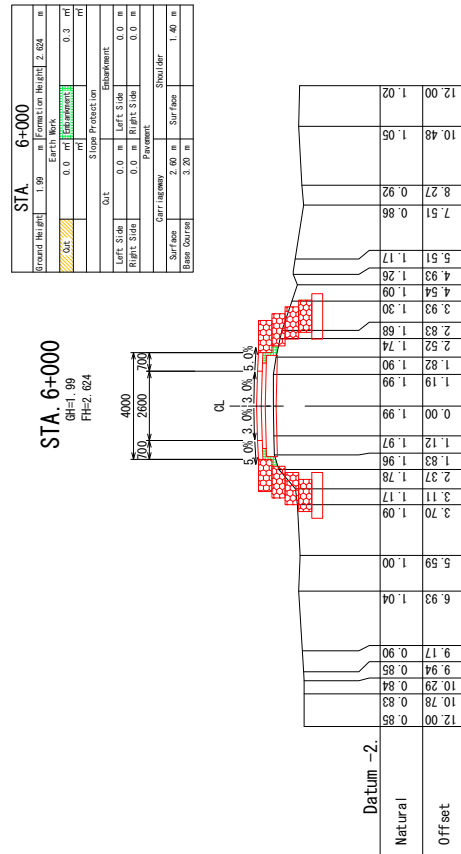 STA. 6+000
Ground Height 1.99 m Formation Height 2.624 m
Earth Work
Cut 0.0 ㎡ Embankment 0.3 ㎡
㎡ ㎡
Slope Protection
Cut Embankment
Left Side 0.0 m Left Side 0.0 m
Right Side 0.0 m Right Side 0.0 m
Pavement
Carriageway Shoulder
Surface 2.60 m Surface 1.40 m
Base Course 3.20 m
STA. 6+000
GH=1.99
FH=2.624
4000
700 2600 700
CL
5.0% 3.0% 3.0% 5.0%
Datum -2.
Natural 0.85 0.83 0.84 0.85 0.90 1.04 1.00 1.09 1.17 1.78 1.96 1.97 1.99 1.99 1.90 1.74 1.68 1.30 1.09 1.26 1.17 0.86 0.92 1.05 1.02
Offset 12.00 10.78 10.29 9.94 9.17 6.93 5.59 3.70 3.11 2.37 1.83 1.12 0.00 1.19 1.82 2.52 2.83 3.93 4.54 4.93 5.51 7.51 8.27 10.48 12.00